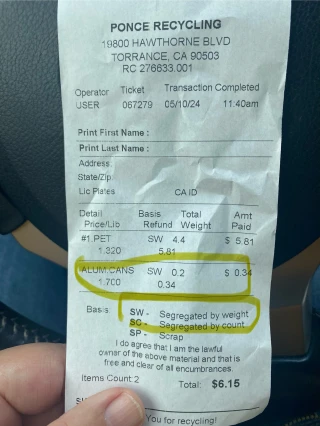 PONCE RECYCLING
19800 HAWTHORNE BLVD
TORRANCE, CA 90503
RC 276633.001
Operator Ticket Transaction Completed
USER 067279 05/10/24 11:40am
Print First Name :
Print Last Name :
Address:
State/Zip
Lic Plates CA ID
Detail Basis Total Amt
Price/Lib Refund Weight Paid
#1 PET SW 4.4 $ 5.81
1.320 5.81
ALUM.CANS SW 0.2 $ 0.34
1.700 0.34
Basis SW - Segregated by weight
SC - Segregated by count
SP - Scrap
I do agree that I am the lawful
owner of the above material and that is
free and clear of all encumbrances.
Items Count 2 Total: $6.15
You for recycling!